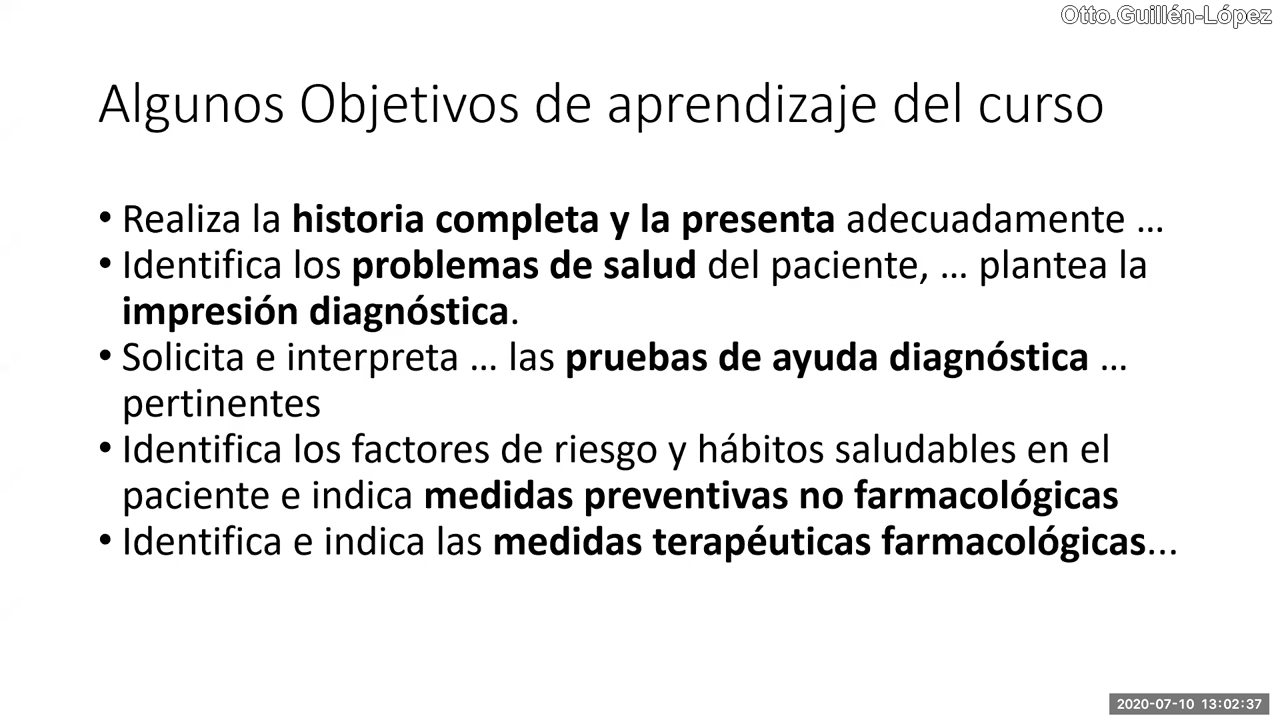 Otto.Guillén-López
Algunos Objetivos de aprendizaje del curso
• Realiza la historia completa y la presenta adecuadamente …
• Identifica los problemas de salud del paciente, … plantea la
impresión diagnóstica.
• Solicita e interpreta … las pruebas de ayuda diagnóstica …
pertinentes
• Identifica los factores de riesgo y hábitos saludables en el
paciente e indica medidas preventivas no farmacológicas
• Identifica e indica las medidas terapéuticas farmacológicas...
2020-07-10 13:02:37